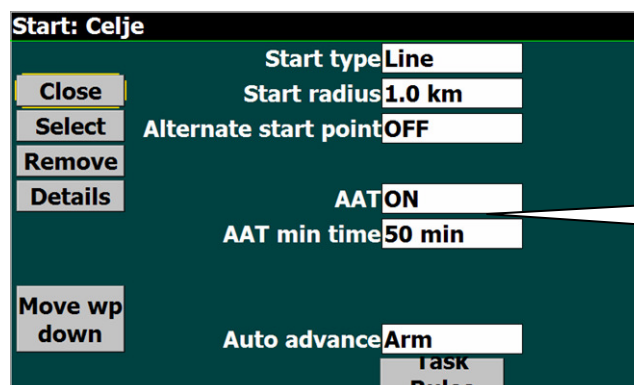 Start: Celje
Start type Line
Close Start radius 1.0 km
Select Alternate start point OFF
Remove
Details AAT ON
AAT min time 50 min
Move wp
down Auto advance Arm
Task
Rules